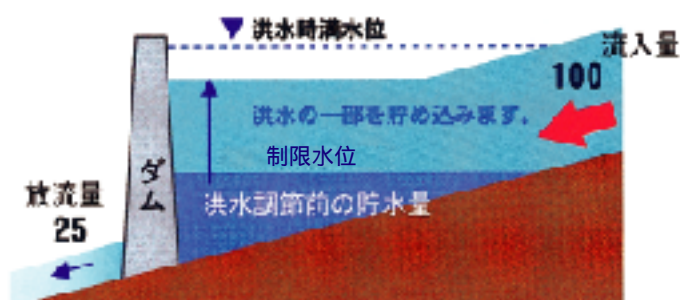 洪水時満水位
流入量
100
洪水の一部を貯め込みます。
制限水位
ダム
放流量
25
洪水調節前の貯水量